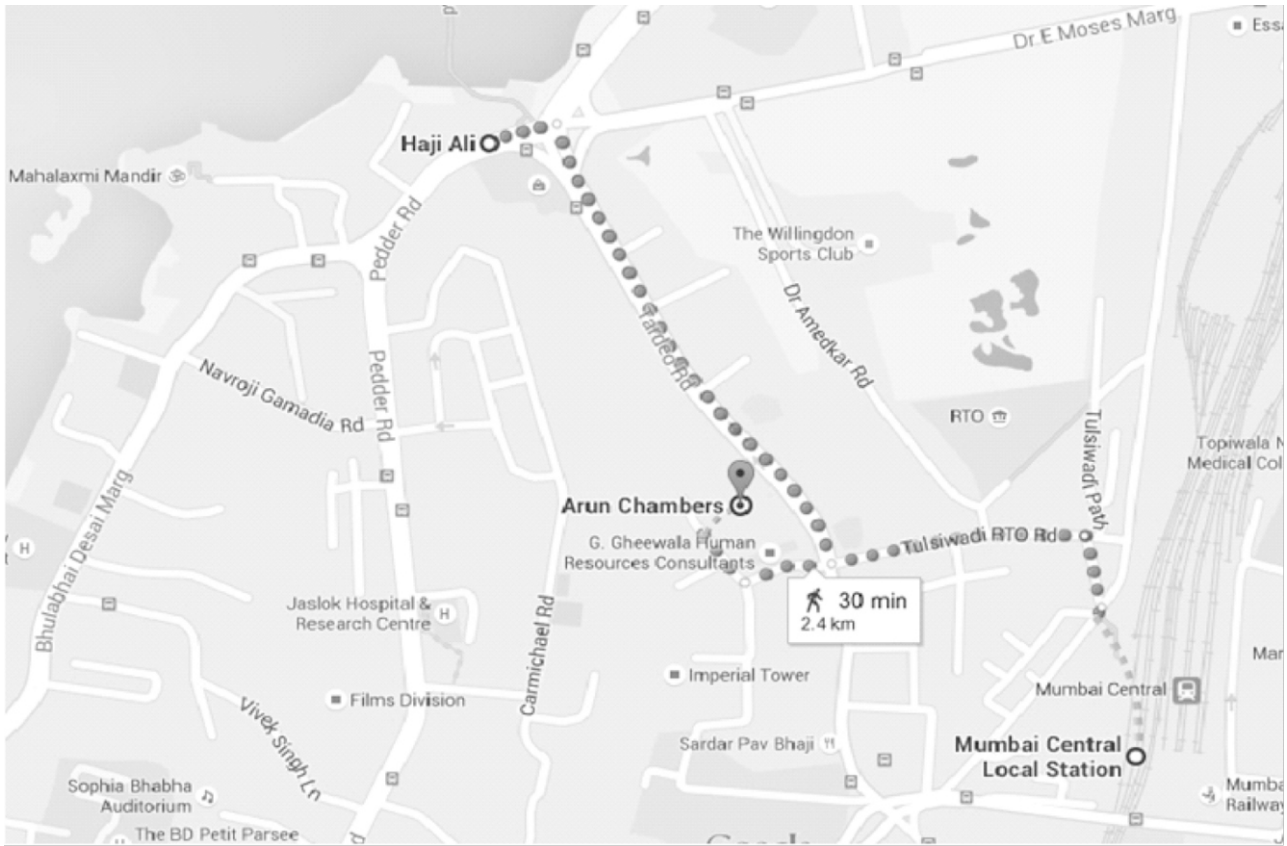 Dr E Moses Marg
Haji Ali
Mahalaxmi Mandir
Pedder Rd
The Willingdon
Sports Club
Dr Amedkar Rd
Tardeo Rd
Navroji Gamadia Rd
Pedder Rd
RTO
Tulsiwadi Path
Topiwala N
Medical Col
Arun Chambers
G. Gheewala Human
Resources Consultants
Tulsiwadi RTO Rd
H
Bhulabhai Desai Marg
30 min
2.4 km
Jaslok Hospital &
Research Centre
H
Carmichael Rd
Imperial Tower
Mar
Mumbai Central
Films Division
Vivek Singh Ln
Sardar Pav Bhaji
Mumbai Central
Local Station
Sophia Bhabha
Auditorium
Mumba
Railway
The BD Petit Parsee